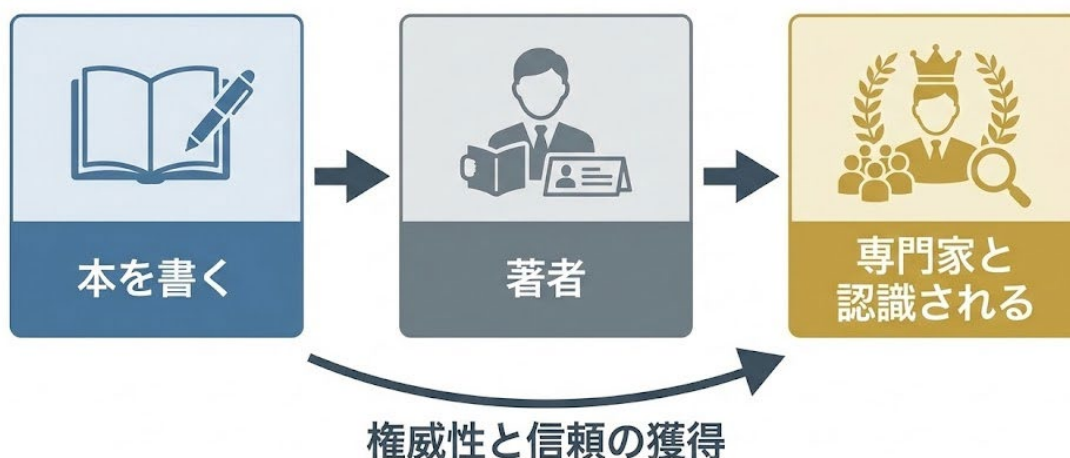 本を書く
著者
専門家と
認識される
権威性と信頼の獲得